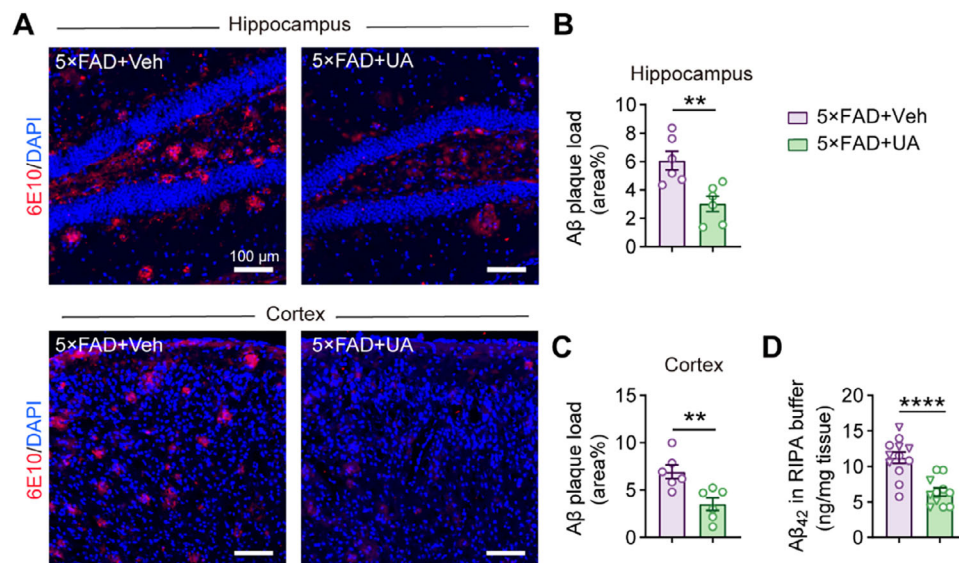 A
Hippocampus
5×FAD+Veh
5×FAD+UA
6E10/DAPI
100 µm
Cortex
5×FAD+Veh
5×FAD+UA
6E10/DAPI
B
Hippocampus
**
Aβ plaque load
(area%)
10
8
6
4
2
0
5×FAD+Veh
5×FAD+UA
C
Cortex
**
Aβ plaque load
(area%)
15
10
5
0
D
****
Aβ42 in RIPA buffer
(ng/mg tissue)
20
15
10
5
0